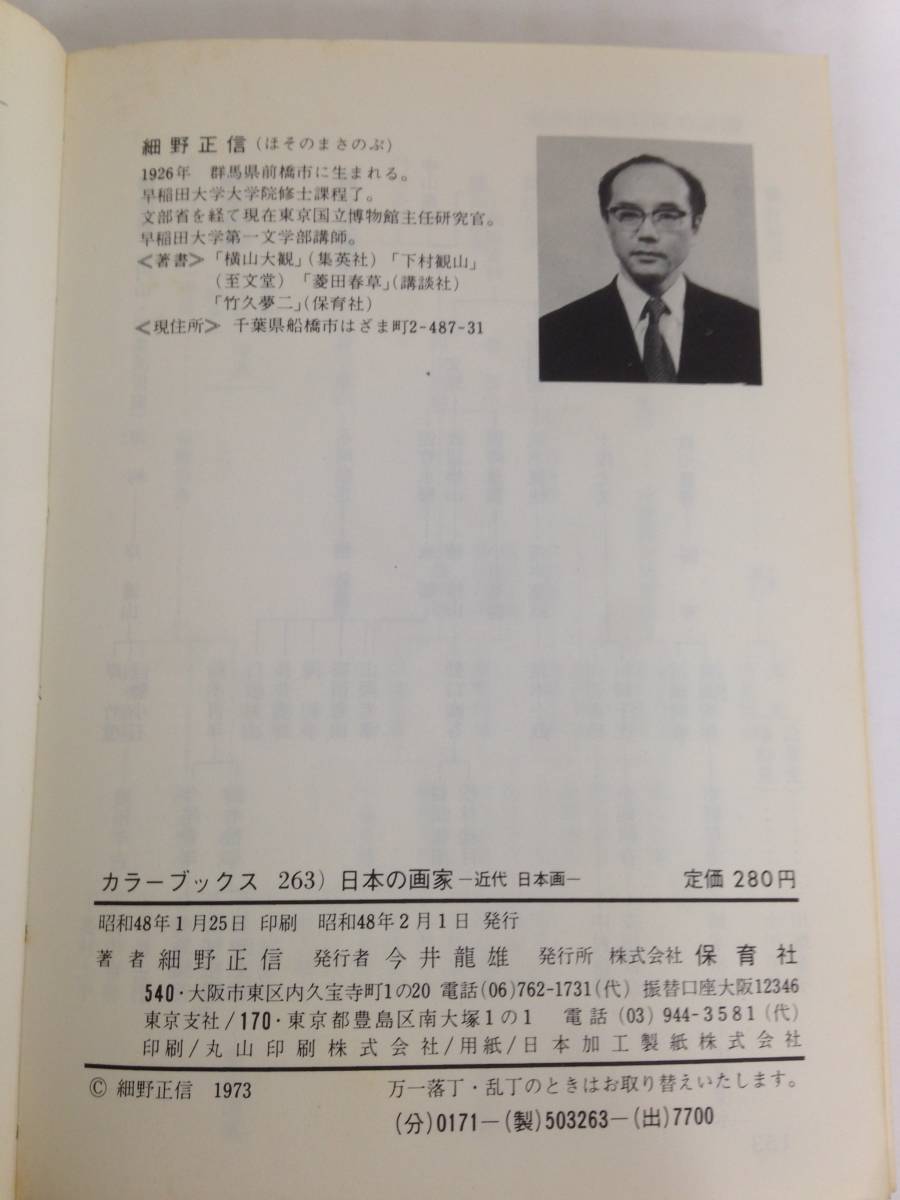 細野正信(ほそのまさのぶ)
1926年 群馬県前橋市に生まれる。
早稲田大学大学院修士課程了。
文部省を経て現在東京国立博物館主任研究官。
早稲田大学第一文学部講師。
<著書>「横山大観」(集英社)「下村観山」
(至文堂)「菱田春草」(講談社)
「竹久夢二」(保育社)
<現住所> 千葉県船橋市はざま町2-487-31
カラーブックス 263) 日本の画家 —近代 日本画— 定価 280円
昭和48年1月25日 印刷 昭和48年2月1日 発行
著者 細野正信 発行者 今井龍雄 発行所 株式会社 保育社
540・大阪市東区内久宝寺町1の20 電話(06)762-1731(代) 振替口座大阪12346
東京支社/170・東京都豊島区南大塚1の1 電話(03)944-3581(代)
印刷/丸山印刷株式会社/用紙/日本加工製紙株式会社
© 細野正信 1973 万一落丁・乱丁のときはお取り替えいたします。
(分)0171—(製)503263—(出)7700